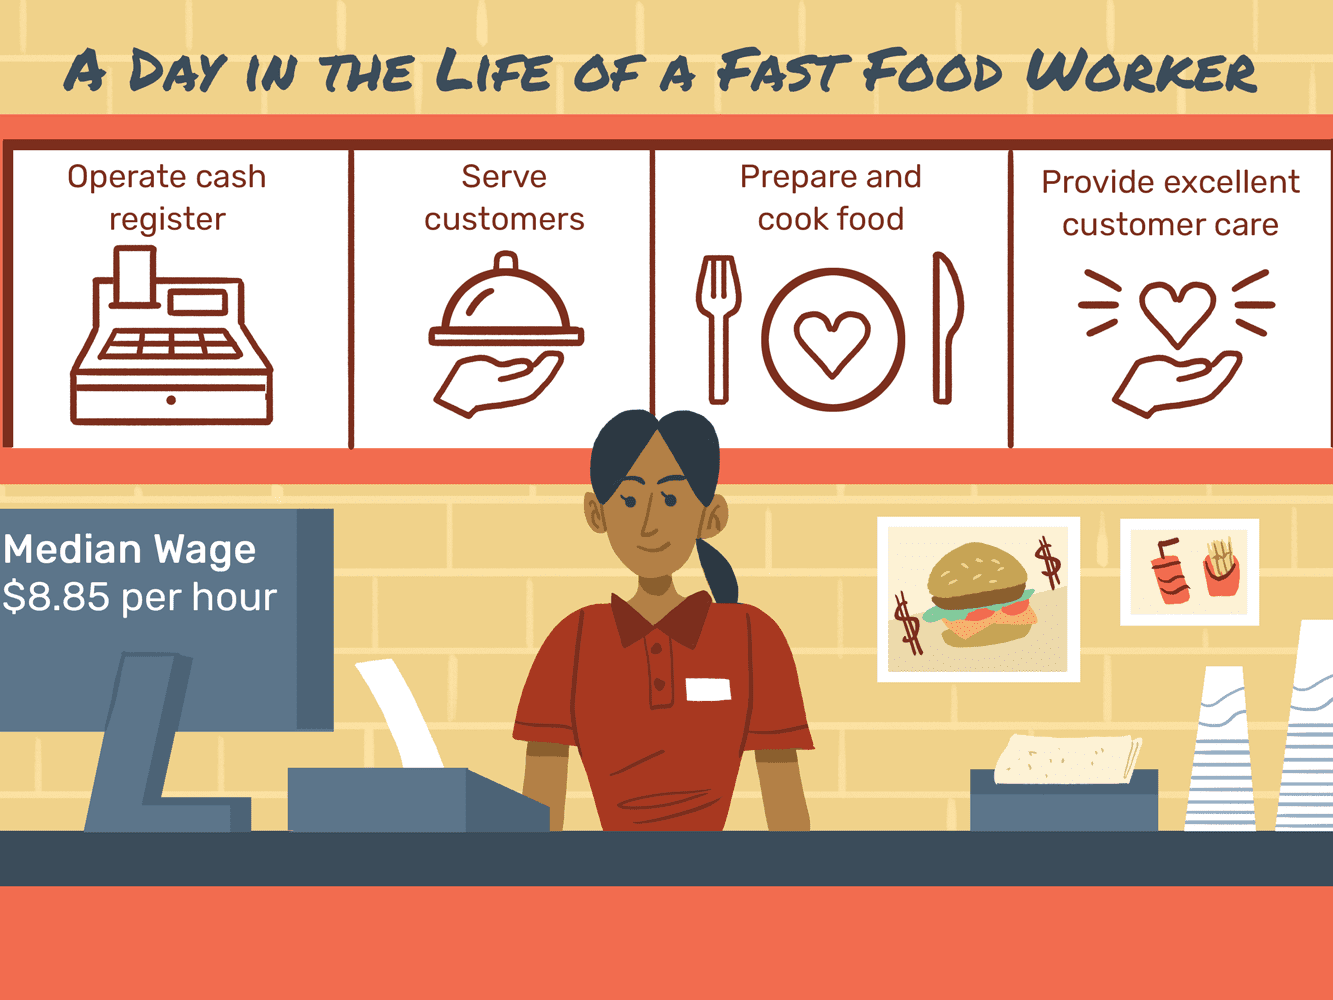 A Day in the Life of a Fast Food Worker
Operate cash
register
Serve
customers
Prepare and
cook food
Provide excellent
customer care
Median Wage
$8.85 per hour
$
$